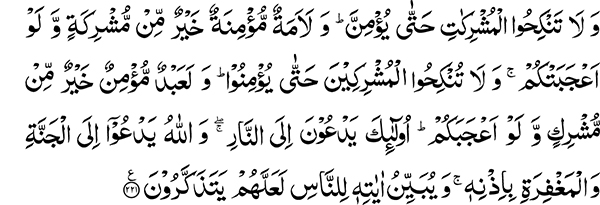 وَ لَا تَنْكِحُوا الْمُشْرِكٰتِ حَتّٰى يُؤْمِنَّ ؕ وَ لَاَمَةٌ مُّؤْمِنَةٌ خَيْرٌ مِّنْ مُّشْرِكَةٍ وَّ لَوْ
اَعْجَبَتْكُمْ ۚ وَ لَا تُنْكِحُوا الْمُشْرِكِيْنَ حَتّٰى يُؤْمِنُوْا ؕ وَ لَعَبْدٌ مُّؤْمِنٌ خَيْرٌ مِّنْ
مُّشْرِكٍ وَّ لَوْ اَعْجَبَكُمْ ؕ اُولٰٓىِٕكَ يَدْعُوْنَ اِلَى النَّارِ ۖۚ وَ اللّٰهُ يَدْعُوْۤا اِلَى الْجَنَّةِ
وَ الْمَغْفِرَةِ بِاِذْنِهٖ ۚ وَ يُبَيِّنُ اٰيٰتِهٖ لِلنَّاسِ لَعَلَّهُمْ يَتَذَكَّرُوْنَ ﴿۲۲۱﴾ ع